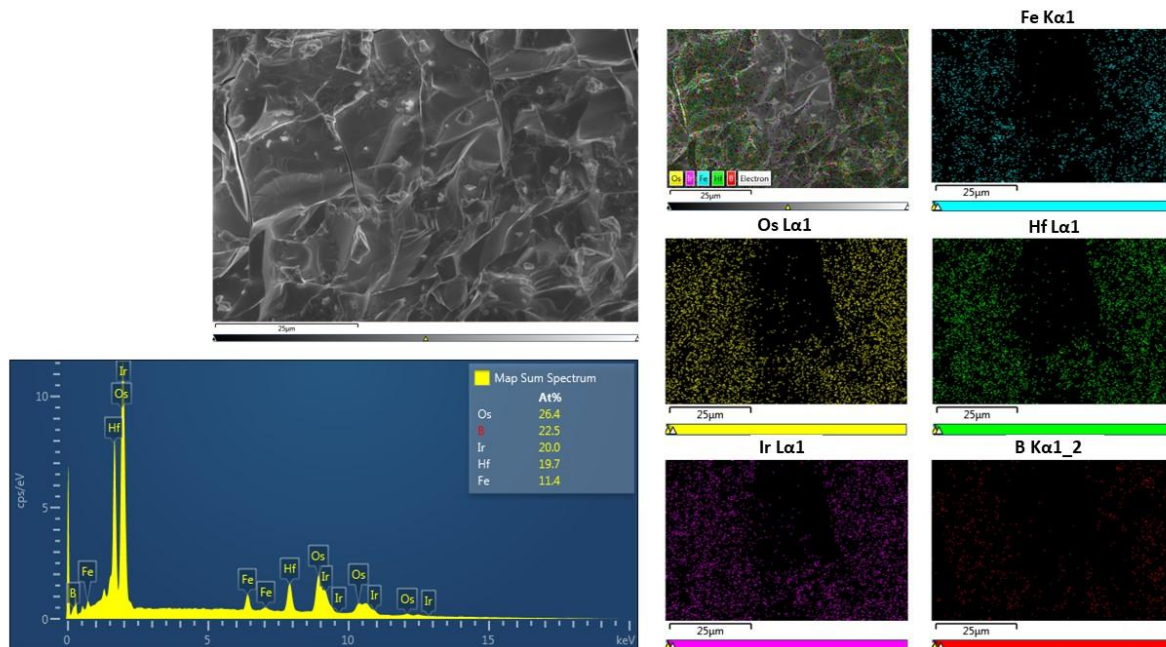 25µm
Os Ir Fe Hf B Electron
25µm
Fe Kα1
25µm
Os Lα1
25µm
Hf Lα1
25µm
Ir Lα1
25µm
B Kα1_2
25µm
Map Sum Spectrum
At%
Os 26.4
B 22.5
Ir 20.0
Hf 19.7
Fe 11.4
cps/eV
10
5
0
Ir
Os
Hf
B
Fe
Fe
Fe
Hf
Os
Ir
Ir
Os
Ir
Os
Ir
0 5 10 15 keV